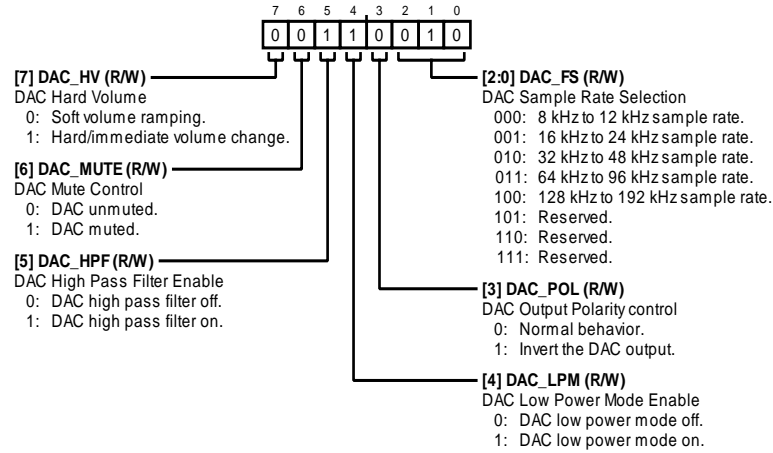 7 6 5 4 3 2 1 0
0 0 1 1 0 0 1 0
[7] DAC_HV (R/W)
DAC Hard Volume
0: Soft volume ramping.
1: Hard/immediate volume change.
[6] DAC_MUTE (R/W)
DAC Mute Control
0: DAC unmuted.
1: DAC muted.
[5] DAC_HPF (R/W)
DAC High Pass Filter Enable
0: DAC high pass filter off.
1: DAC high pass filter on.
[2:0] DAC_FS (R/W)
DAC Sample Rate Selection
000: 8 kHz to 12 kHz sample rate.
001: 16 kHz to 24 kHz sample rate.
010: 32 kHz to 48 kHz sample rate.
011: 64 kHz to 96 kHz sample rate.
100: 128 kHz to 192 kHz sample rate.
101: Reserved.
110: Reserved.
111: Reserved.
[3] DAC_POL (R/W)
DAC Output Polarity control
0: Normal behavior.
1: Invert the DAC output.
[4] DAC_LPM (R/W)
DAC Low Power Mode Enable
0: DAC low power mode off.
1: DAC low power mode on.